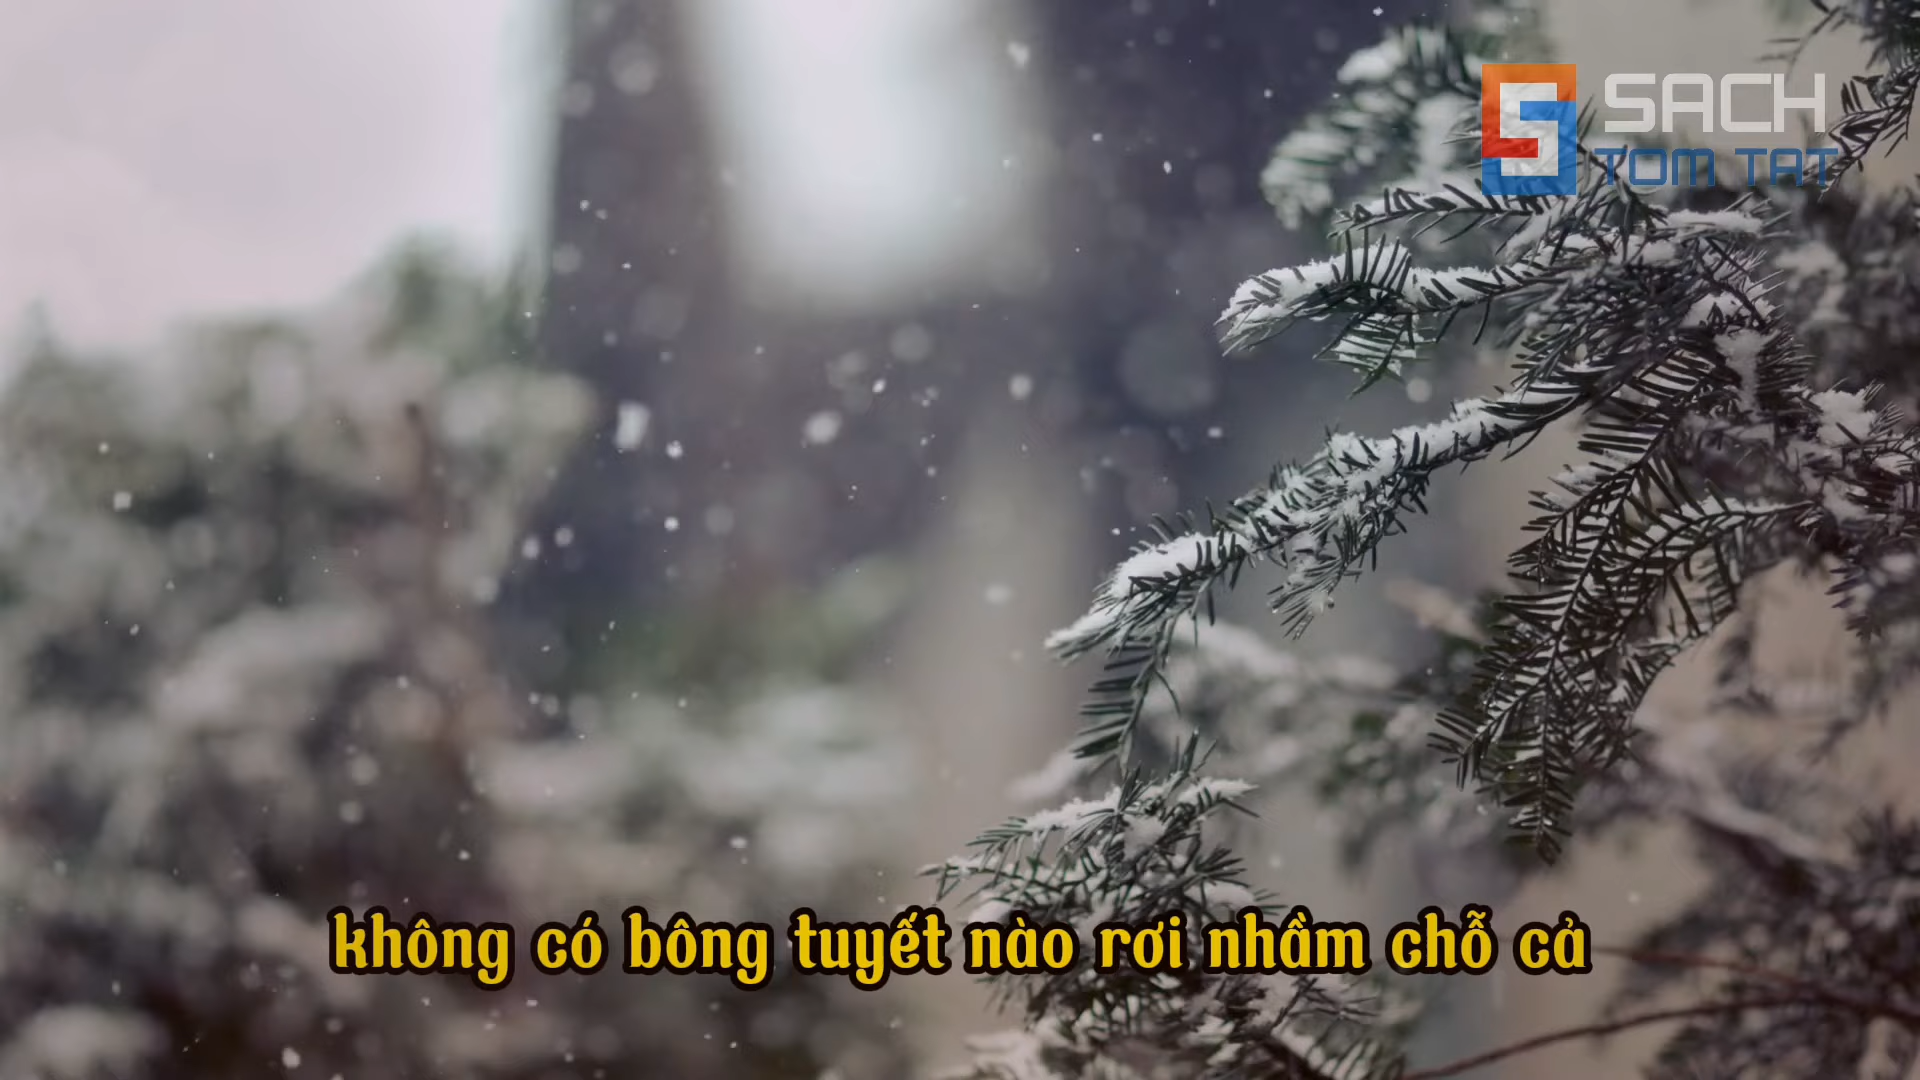 SACH
TOM TAT
không có bông tuyết nào rơi nhầm chỗ cả